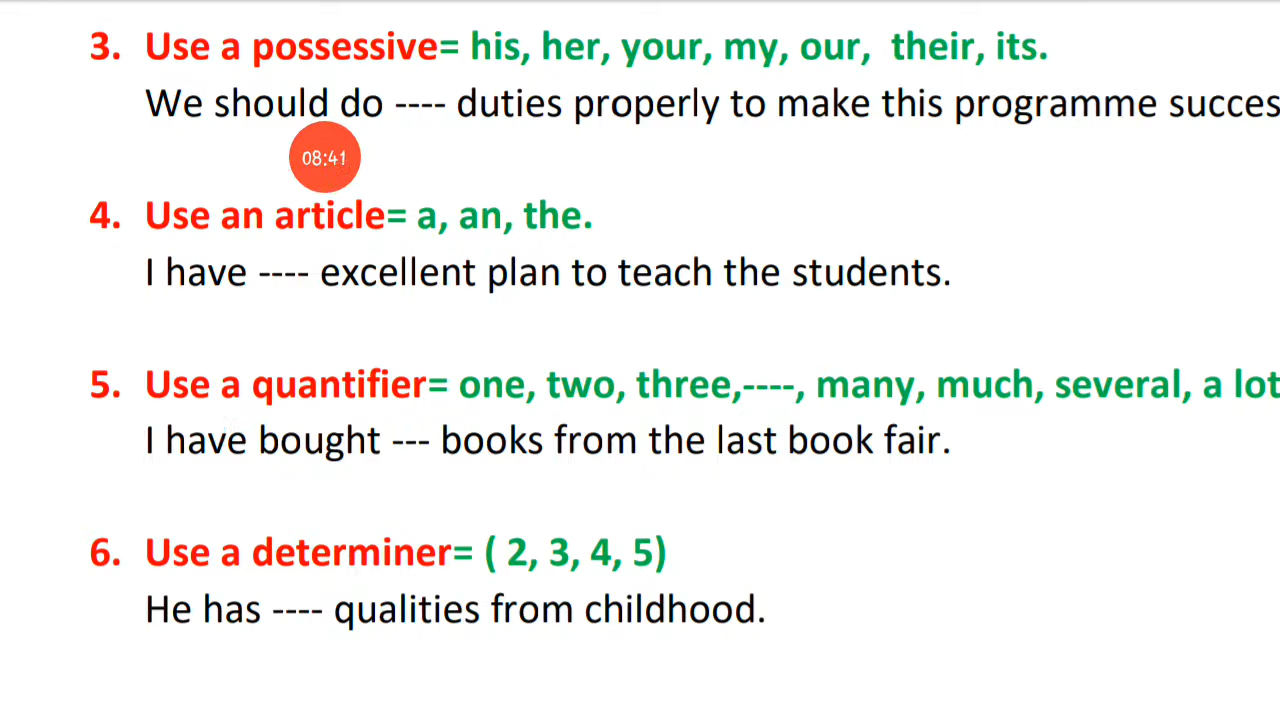 3. Use a possessive= his, her, your, my, our, their, its.
We should do ---- duties properly to make this programme
08:41
4. Use an article= a, an, the.
I have ---- excellent plan to teach the students.
5. Use a quantifier= one, two, three,----, many, much, several, a lot
I have bought --- books from the last book fair.
6. Use a determiner= ( 2, 3, 4, 5)
He has ---- qualities from childhood.